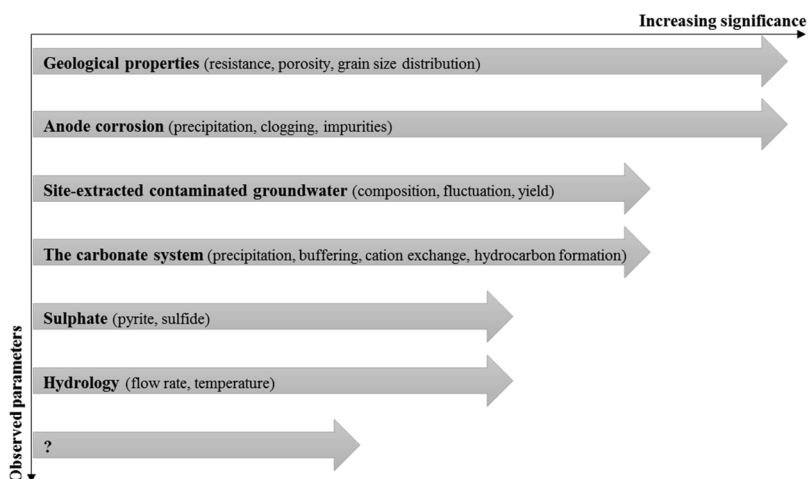 Increasing significance
Geological properties (resistance, porosity, grain size distribution)
Anode corrosion (precipitation, clogging, impurities)
Site-extracted contaminated groundwater (composition, fluctuation, yield)
The carbonate system (precipitation, buffering, cation exchange, hydrocarbon formation)
Sulphate (pyrite, sulfide)
Hydrology (flow rate, temperature)
?
Observed parameters